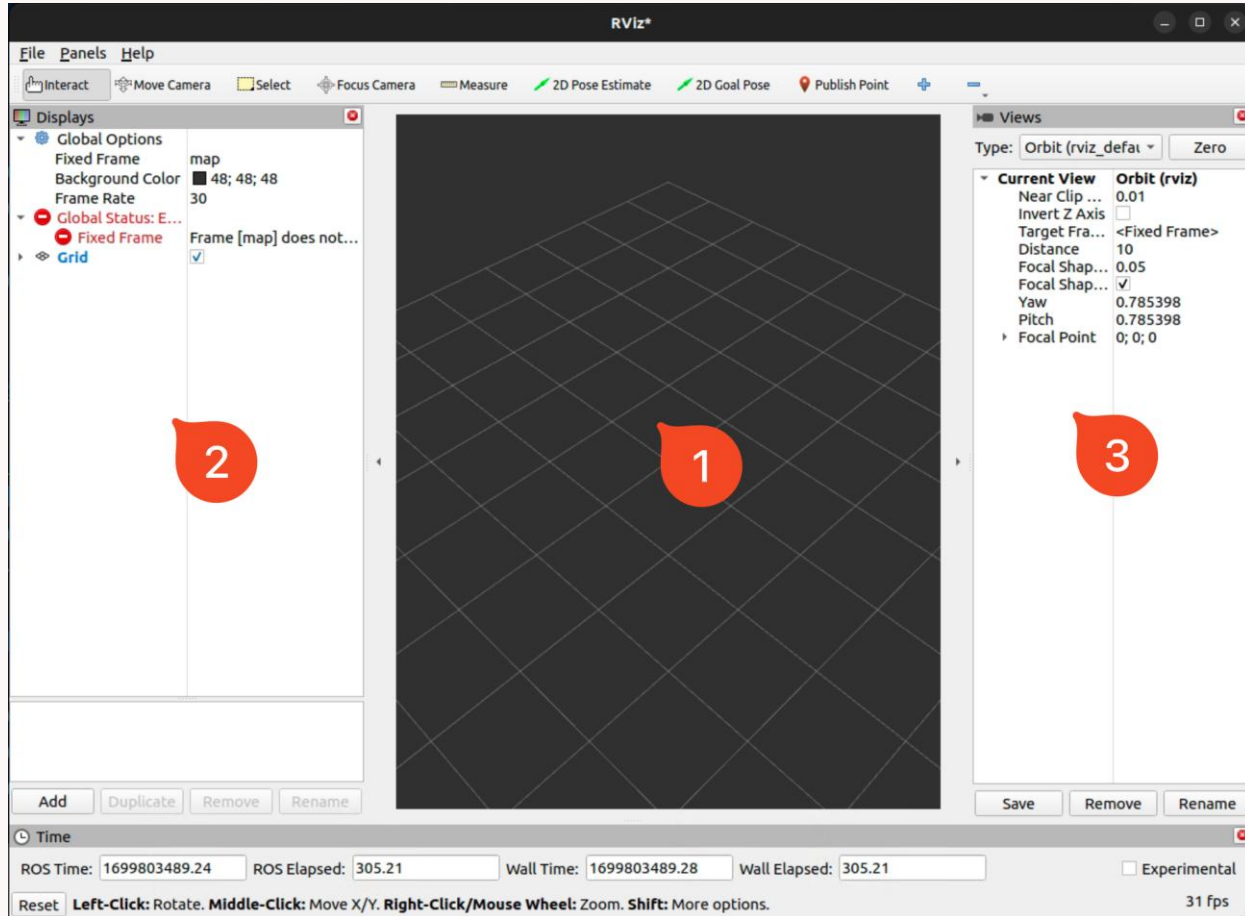 RViz*
File Panels Help
Interact Move Camera Select Focus Camera Measure 2D Pose Estimate 2D Goal Pose Publish Point
Displays
Global Options
Fixed Frame map
Background Color 48; 48; 48
Frame Rate 30
Global Status: E...
Fixed Frame Frame [map] does not...
Grid
2
Add Duplicate Remove Rename
1
Views
Type: Orbit (rviz_defau Zero
Current View Orbit (rviz)
Near Clip ... 0.01
Invert Z Axis
Target Fra... <Fixed Frame>
Distance 10
Focal Shap... 0.05
Focal Shap...
Yaw 0.785398
Pitch 0.785398
Focal Point 0; 0; 0
3
Save Remove Rename
Time
ROS Time: 1699803489.24 ROS Elapsed: 305.21 Wall Time: 1699803489.28 Wall Elapsed: 305.21 Experimental
Reset Left-Click: Rotate. Middle-Click: Move X/Y. Right-Click/Mouse Wheel: Zoom. Shift: More options. 31 fps